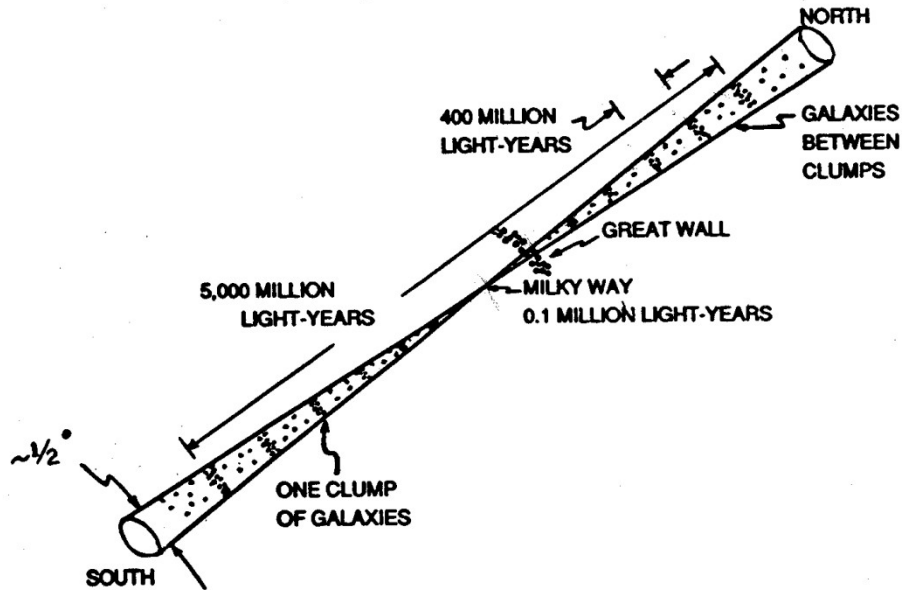 NORTH
400 MILLION
LIGHT-YEARS
GALAXIES
BETWEEN
CLUMPS
GREAT WALL
5,000 MILLION
LIGHT-YEARS
MILKY WAY
0.1 MILLION LIGHT-YEARS
~1/2°
ONE CLUMP
OF GALAXIES
SOUTH